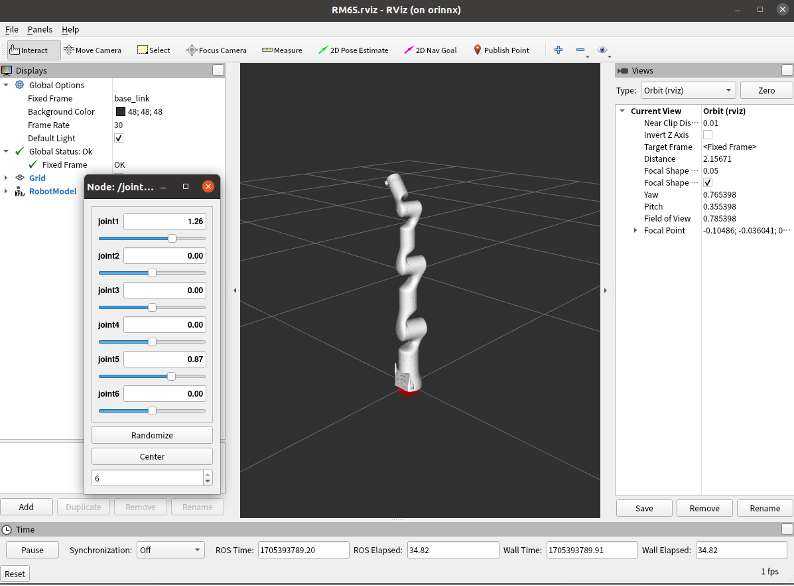 RM65.rviz - RViz (on orinnx)
File Panels Help
Interact Move Camera Select Focus Camera Measure 2D Pose Estimate 2D Nav Goal Publish Point
Displays
Global Options
Fixed Frame base_link
Background Color 48; 48; 48
Frame Rate 30
Default Light
Global Status: Ok
Fixed Frame OK
Grid
RobotModel
Node: /joint...
joint1 1.26
joint2 0.00
joint3 0.00
joint4 0.00
joint5 0.87
joint6 0.00
Randomize
Center
6
Add Duplicate Remove Rename
Views
Type: Orbit (rviz) Zero
Current View Orbit (rviz)
Near Clip Dis··· 0.01
Invert Z Axis
Target Frame <Fixed Frame>
Distance 2.15671
Focal Shape ··· 0.05
Focal Shape ···
Yaw 0.765398
Pitch 0.355398
Field of View 0.785398
Focal Point -0.10486; -0.036041; 0···
Save Remove Rename
Time
Pause Synchronization: Off ROS Time: 1705393789.20 ROS Elapsed: 34.82 Wall Time: 1705393789.91 Wall Elapsed: 34.82
Reset 1 fps